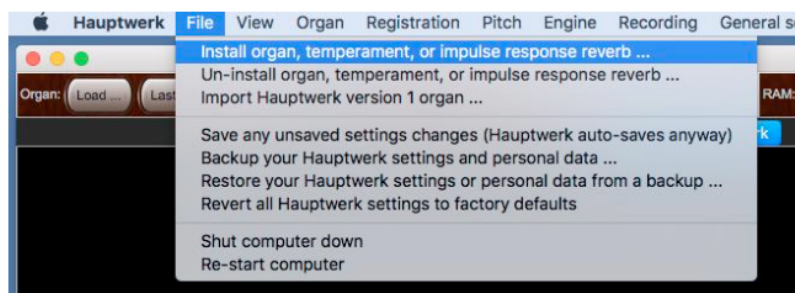 Hauptwerk File View Organ Registration Pitch Engine Recording General s
Install organ, temperament, or impulse response reverb ...
Un-install organ, temperament, or impulse response reverb ...
Organ: Load ... Last RAM:
Import Hauptwerk version 1 organ ...
Save any unsaved settings changes (Hauptwerk auto-saves anyway)
rk
Backup your Hauptwerk settings and personal data ...
Restore your Hauptwerk settings or personal data from a backup ...
Revert all Hauptwerk settings to factory defaults
Shut computer down
Re-start computer